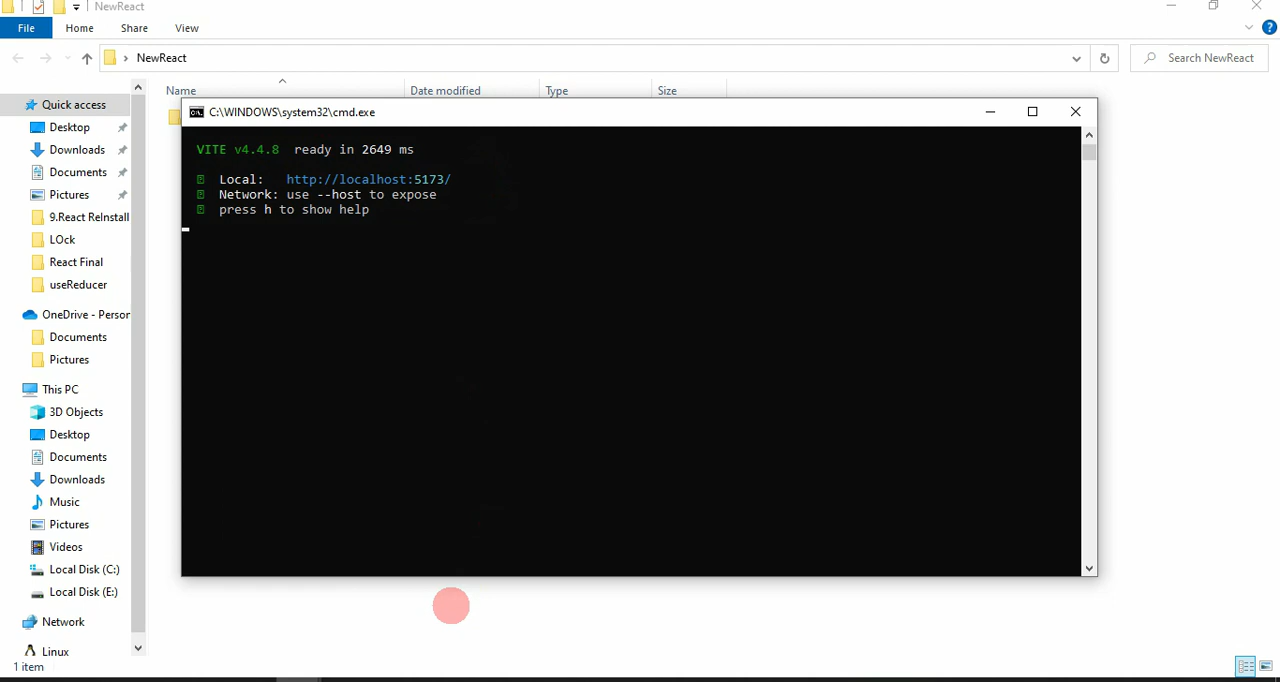 NewReact
File Home Share View
NewReact
Search NewReact
Name Date modified Type Size
Quick access
Desktop
Downloads
Documents
Pictures
9.React ReInstall
LOck
React Final
useReducer
OneDrive - Person
Documents
Pictures
This PC
3D Objects
Desktop
Documents
Downloads
Music
Pictures
Videos
Local Disk (C:)
Local Disk (E:)
Network
Linux
1 item
C:\WINDOWS\system32\cmd.exe
VITE v4.4.8 ready in 2649 ms
Local: http://localhost:5173/
Network: use --host to expose
press h to show help